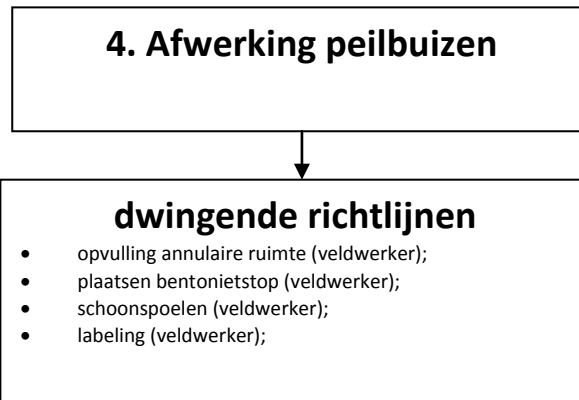 4. Afwerking peilbuizen
dwingende richtlijnen
• opvulling annulaire ruimte (veldwerker);
• plaatsen bentonietstop (veldwerker);
• schoonspoelen (veldwerker);
• labeling (veldwerker);